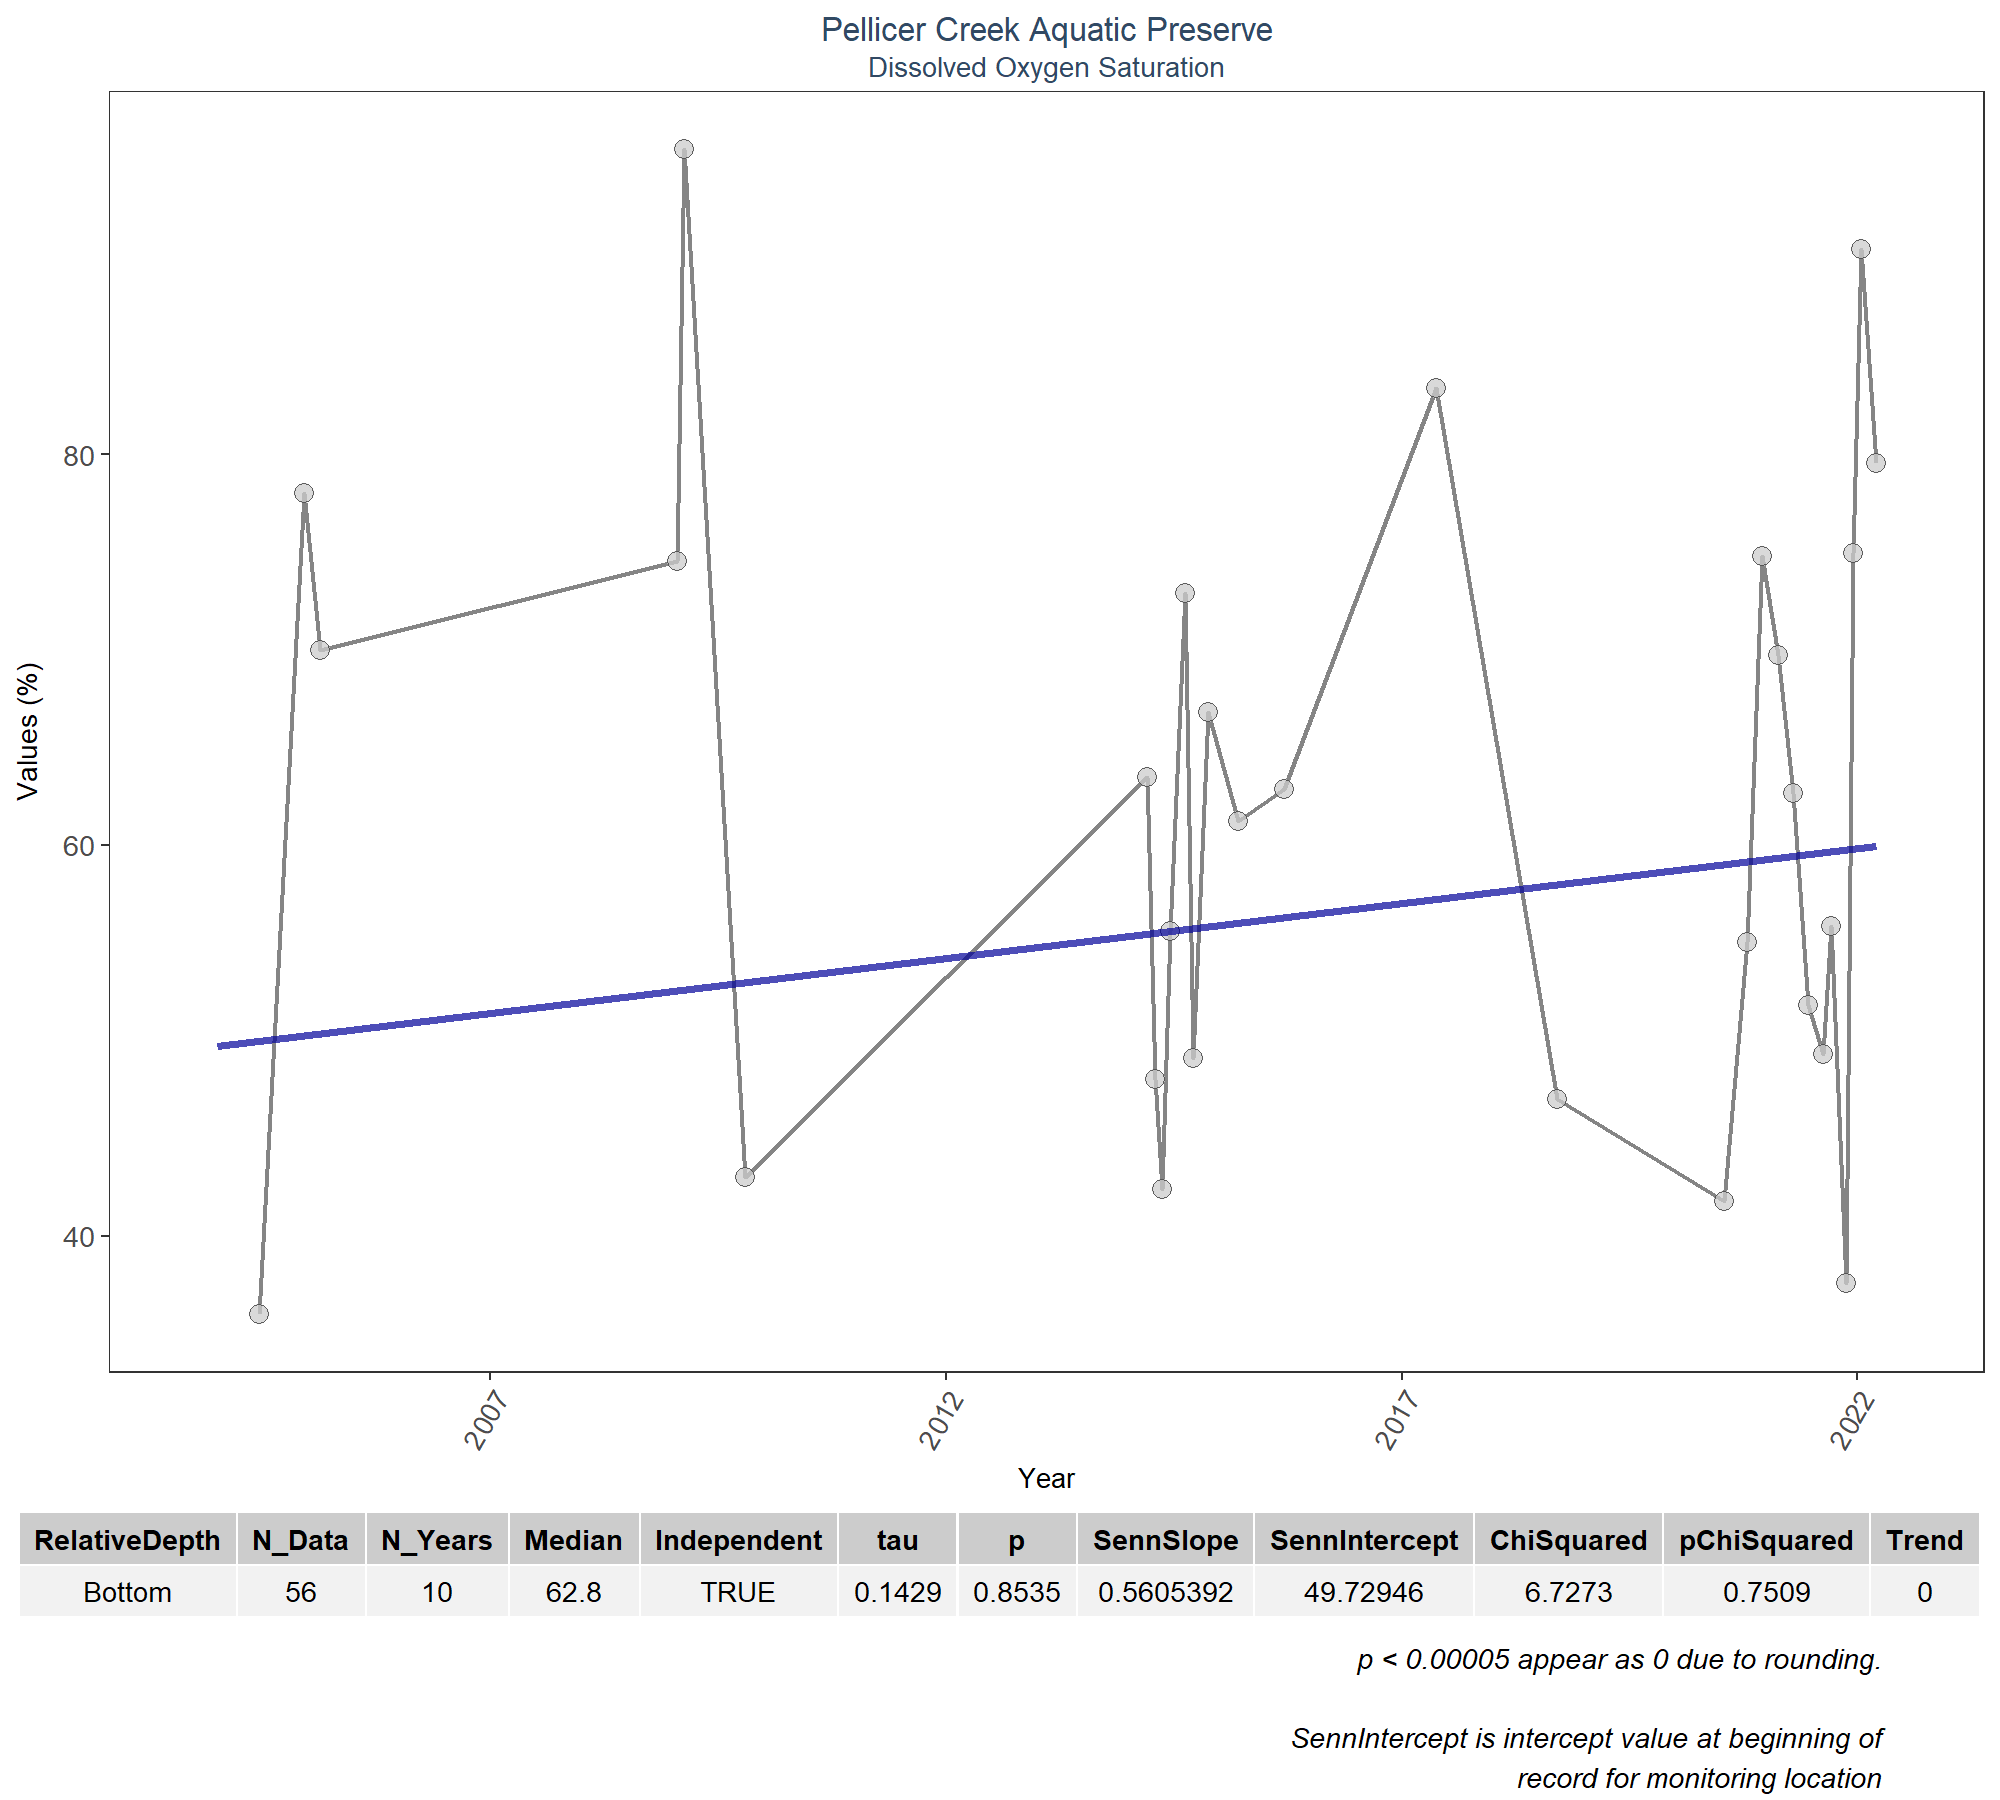 Pellicer Creek Aquatic Preserve
Dissolved Oxygen Saturation
Values (%)
80
60
40
2007
2012
2017
2022
Year
RelativeDepth N_Data N_Years Median Independent tau p SennSlope SennIntercept ChiSquared pChiSquared Trend
Bottom 56 10 62.8 TRUE 0.1429 0.8535 0.5605392 49.72946 6.7273 0.7509 0
p < 0.00005 appear as 0 due to rounding.
SennIntercept is intercept value at beginning of
record for monitoring location